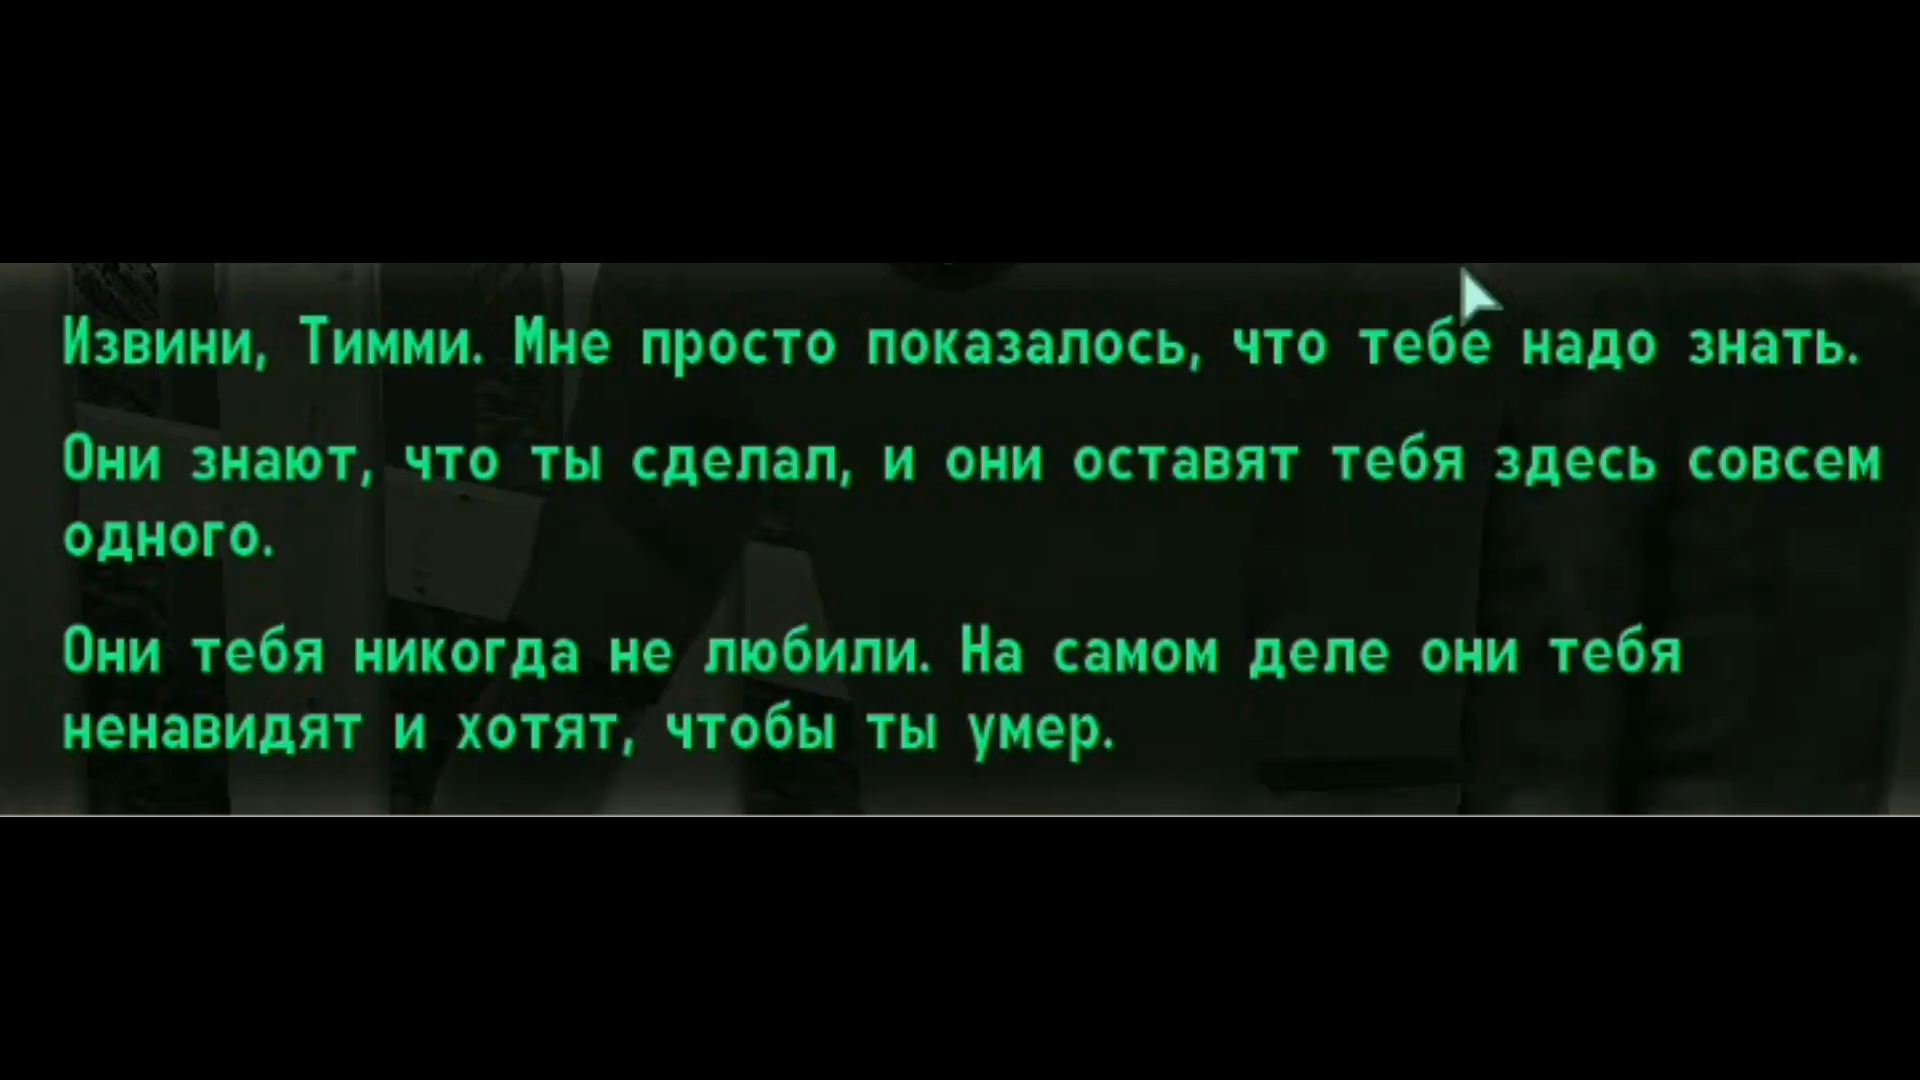 Извини, Тимми. Мне просто показалось, что тебе надо знать.
Они знают, что ты сделал, и они оставят тебя здесь совсем
одного.
Они тебя никогда не любили. На самом деле они тебя
ненавидят и хотят, чтобы ты умер.